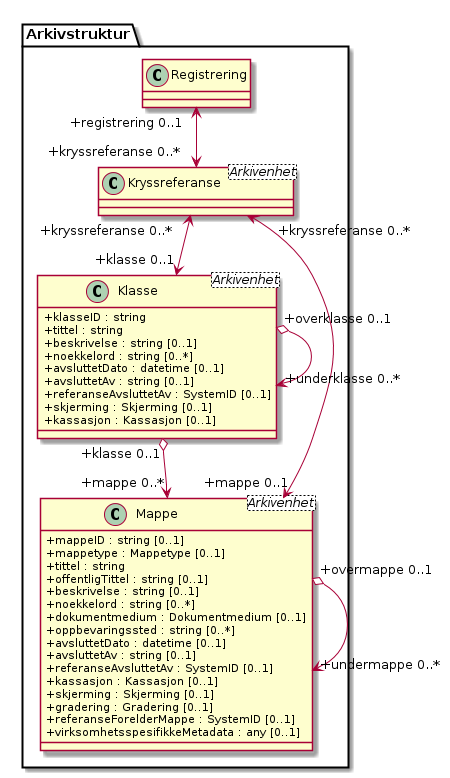 Arkivstruktur
C Registrering
+registrering 0..1
+kryssreferanse 0..*
Arkivenhet
C Kryssreferanse
+kryssreferanse 0..*
+kryssreferanse 0..*
+klasse 0..1
Arkivenhet
C Klasse
+klasseID : string
+tittel : string
+beskrivelse : string [0..1]
+noekkelord : string [0..*]
+avsluttetDato : datetime [0..1]
+avsluttetAv : string [0..1]
+referanseAvsluttetAv : SystemID [0..1]
+skjerming : Skjerming [0..1]
+kassasjon : Kassasjon [0..1]
+overklasse 0..1
+underklasse 0..*
+klasse 0..1
+mappe 0..*
+mappe 0..1
Arkivenhet
C Mappe
+mappeID : string [0..1]
+mappetype : Mappetype [0..1]
+tittel : string
+offentligTittel : string [0..1]
+beskrivelse : string [0..1]
+noekkelord : string [0..*]
+dokumentmedium : Dokumentmedium [0..1]
+oppbevaringssted : string [0..*]
+avsluttetDato : datetime [0..1]
+avsluttetAv : string [0..1]
+referanseAvsluttetAv : SystemID [0..1]
+kassasjon : Kassasjon [0..1]
+skjerming : Skjerming [0..1]
+gradering : Gradering [0..1]
+referanseForelderMappe : SystemID [0..1]
+virksomhetsspesifikkeMetadata : any [0..1]
+overmappe 0..1
+undermappe 0..*